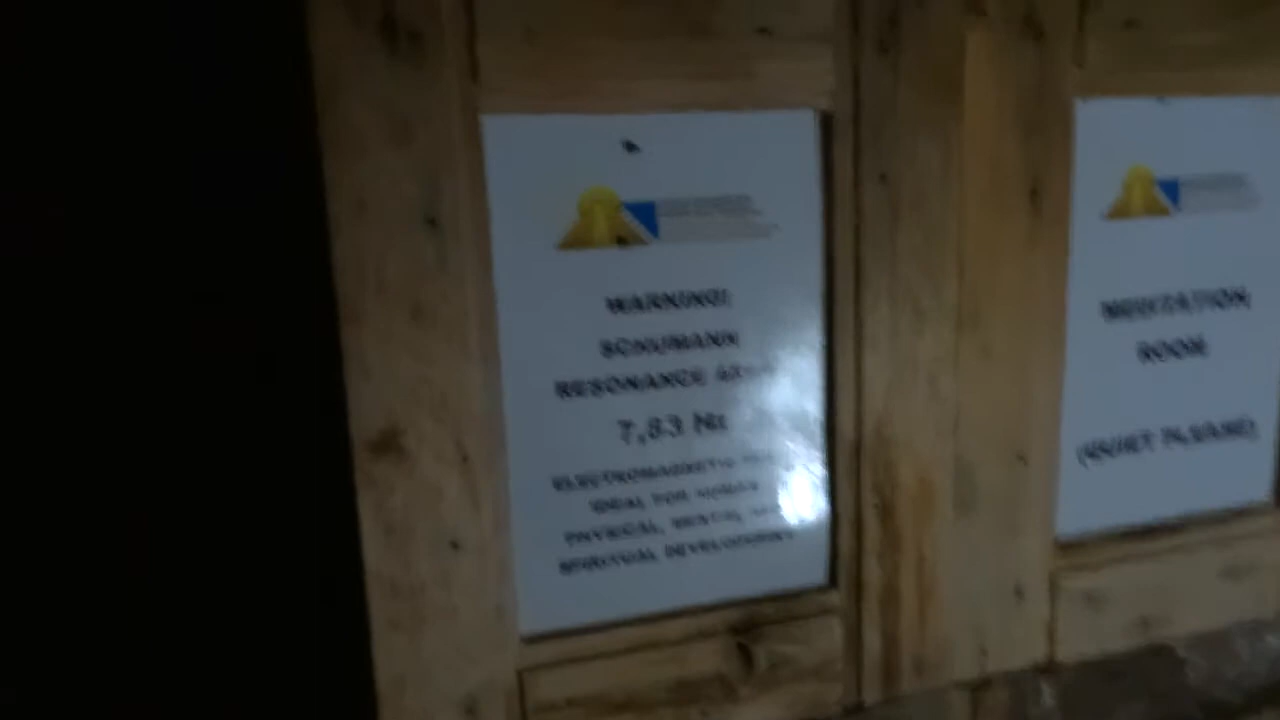 WARNING!
SCHUMANN
RESONANCE
7,83 Hz
ELECTROMAGNETIC
IDEAL FOR HUMAN
PHYSICAL, MENTAL,
SPIRITUAL DEVELOPMENT
MEDITATION
ROOM
(QUIET PLEASE)